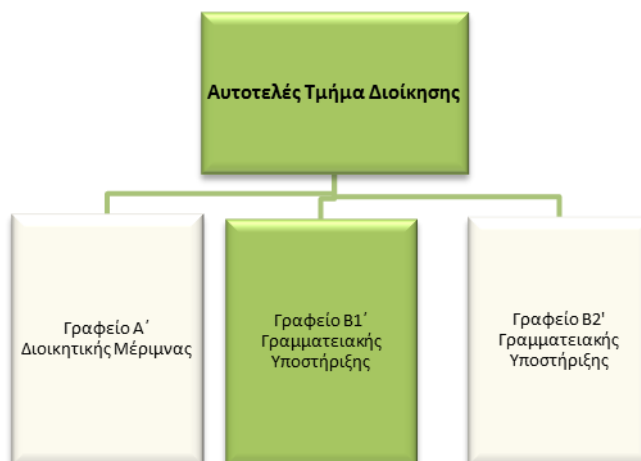 Αυτοτελές Τμήμα Διοίκησης
Γραφείο Α΄
Διοικητικής Μέριμνας
Γραφείο Β1΄
Γραμματειακής
Υποστήριξης
Γραφείο Β2'
Γραμματειακής
Υποστήριξης